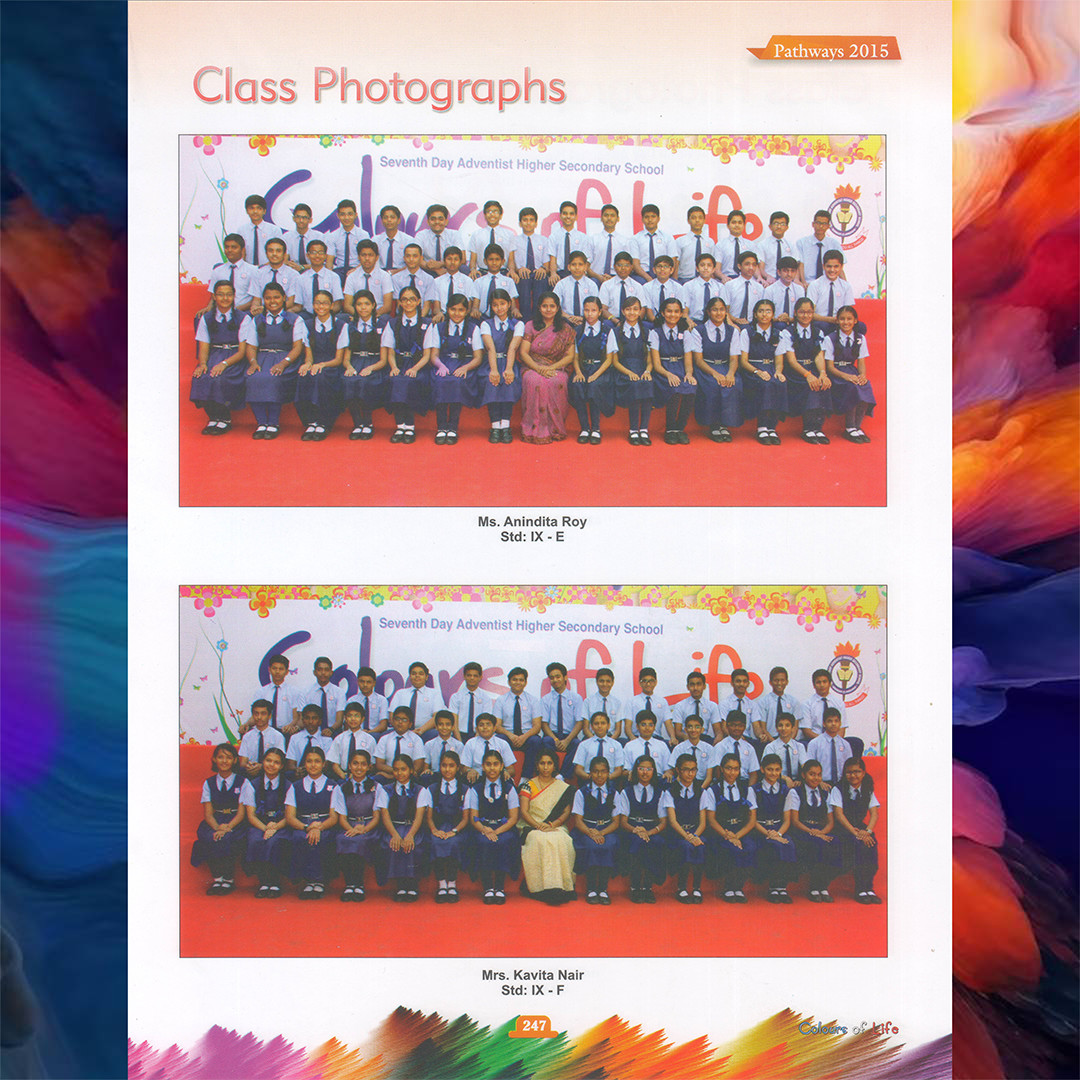 Pathways 2015
Class Photographs
Seventh Day Adventist Higher Secondary School
Colours of Life
Ms. Anindita Roy
Std: IX - E
Seventh Day Adventist Higher Secondary School
Colours of Life
Mrs. Kavita Nair
Std: IX - F
247
Colours of Life